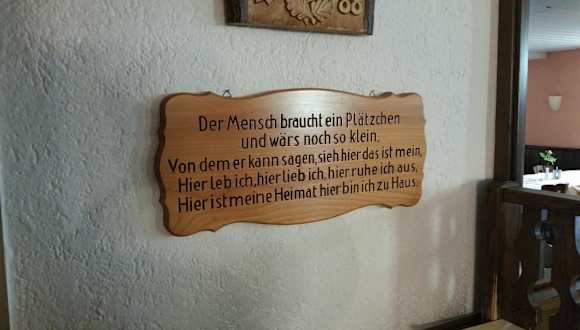 Der Mensch braucht ein Plätzchen
und wärs noch so klein,
Von dem er kann sagen, sieh hier das ist mein,
Hier leb ich, hier lieb ich, hier ruhe ich aus,
Hier ist meine Heimat hier bin ich zu Haus.